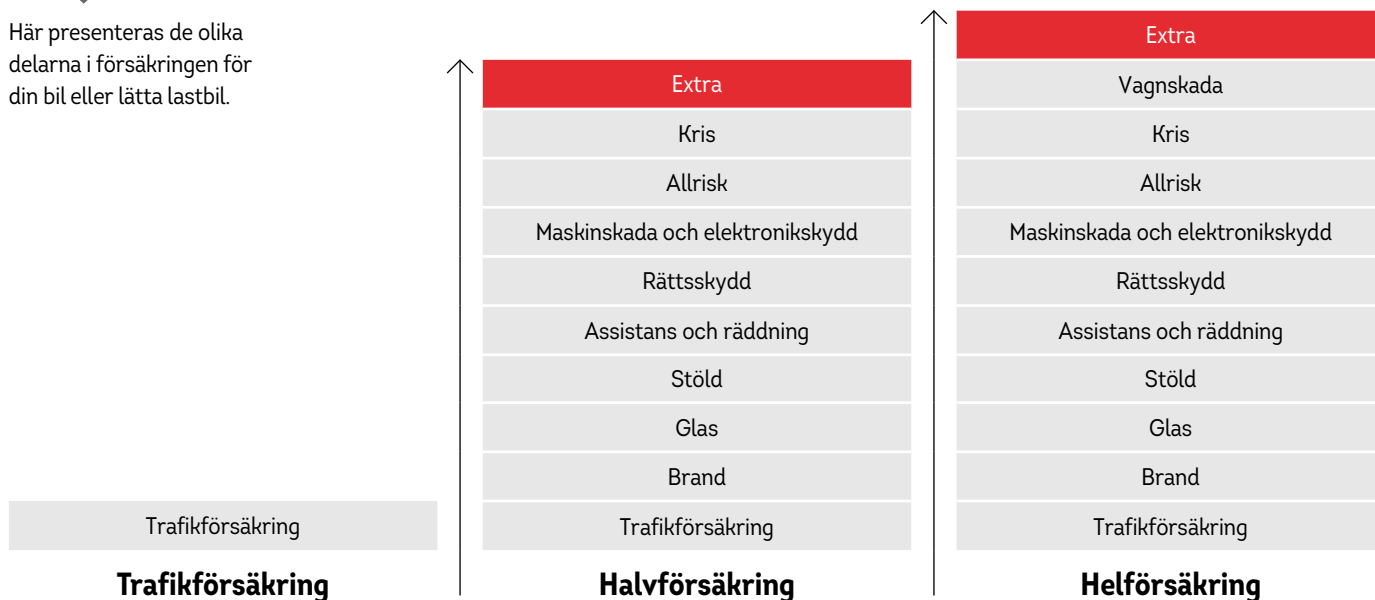 Här presenteras de olika
delarna i försäkringen för
din bil eller lätta lastbil.
Trafikförsäkring
Trafikförsäkring
Extra
Kris
Allrisk
Maskinskada och elektronikskydd
Rättsskydd
Assistans och räddning
Stöld
Glas
Brand
Trafikförsäkring
Halvförsäkring
Extra
Vagnskada
Kris
Allrisk
Maskinskada och elektronikskydd
Rättsskydd
Assistans och räddning
Stöld
Glas
Brand
Trafikförsäkring
Helförsäkring